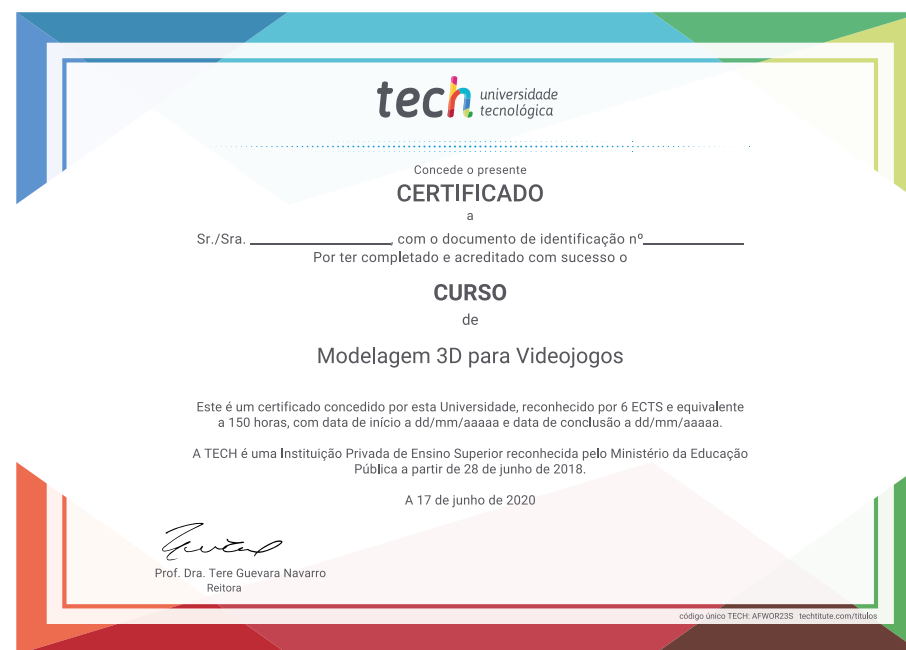 tech universidade
tecnológica
Concede o presente
CERTIFICADO
a
Sr./Sra. , com o documento de identificação nº
Por ter completado e acreditado com sucesso o
CURSO
de
Modelagem 3D para Videojogos
Este é um certificado concedido por esta Universidade, reconhecido por 6 ECTS e equivalente
a 150 horas, com data de início a dd/mm/aaaaa e data de conclusão a dd/mm/aaaaa.
A TECH é uma Instituição Privada de Ensino Superior reconhecida pelo Ministério da Educação
Pública a partir de 28 de junho de 2018.
A 17 de junho de 2020
Prof. Dra. Tere Guevara Navarro
Reitora
código único TECH: AFWOR23S techtitute.com/titulos